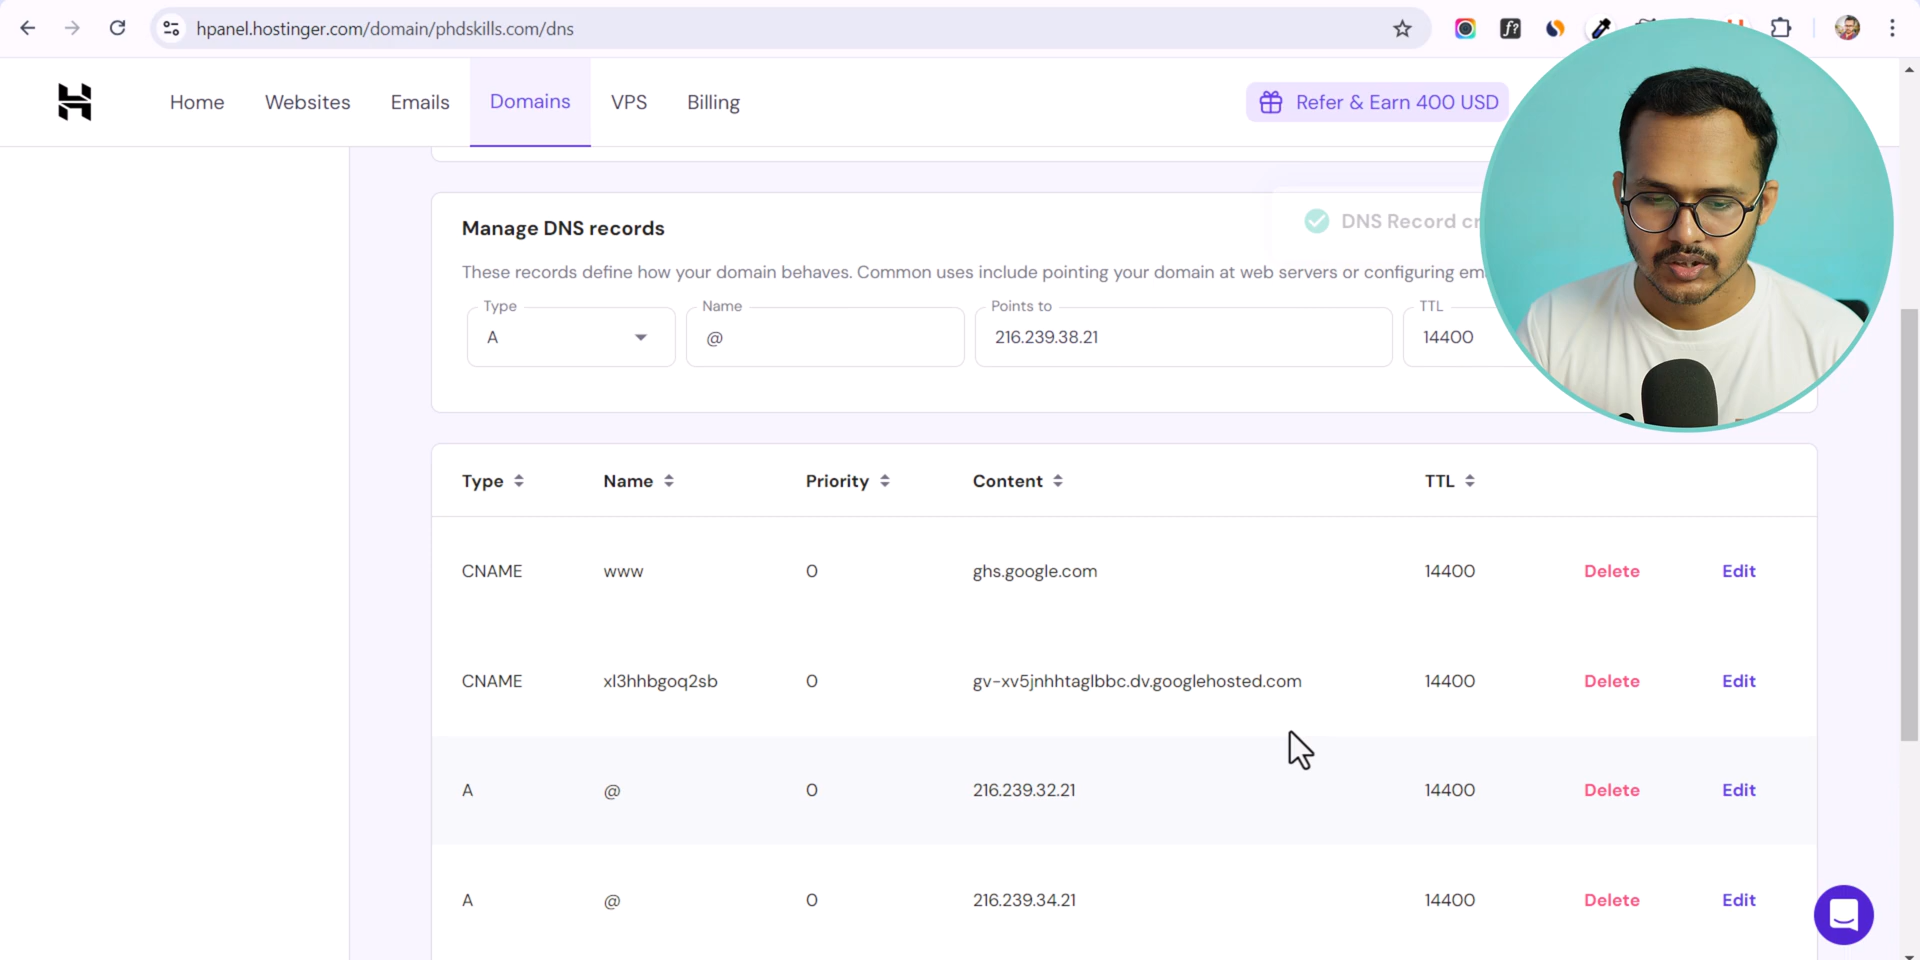 hpanel.hostinger.com/domain/phdskills.com/dns
Home Websites Emails Domains VPS Billing Refer & Earn 400 USD
Manage DNS records
DNS Record
These records define how your domain behaves. Common uses include pointing your domain at web servers or configuring
Type Name Points to TTL
A @ 216.239.38.21 14400
Type Name Priority Content TTL
CNAME www 0 ghs.google.com 14400 Delete Edit
CNAME xl3hhbgoq2sb 0 gv-xv5jnhhtaglbbc.dv.googlehosted.com 14400 Delete Edit
A @ 0 216.239.32.21 14400 Delete Edit
A @ 0 216.239.34.21 14400 Delete Edit